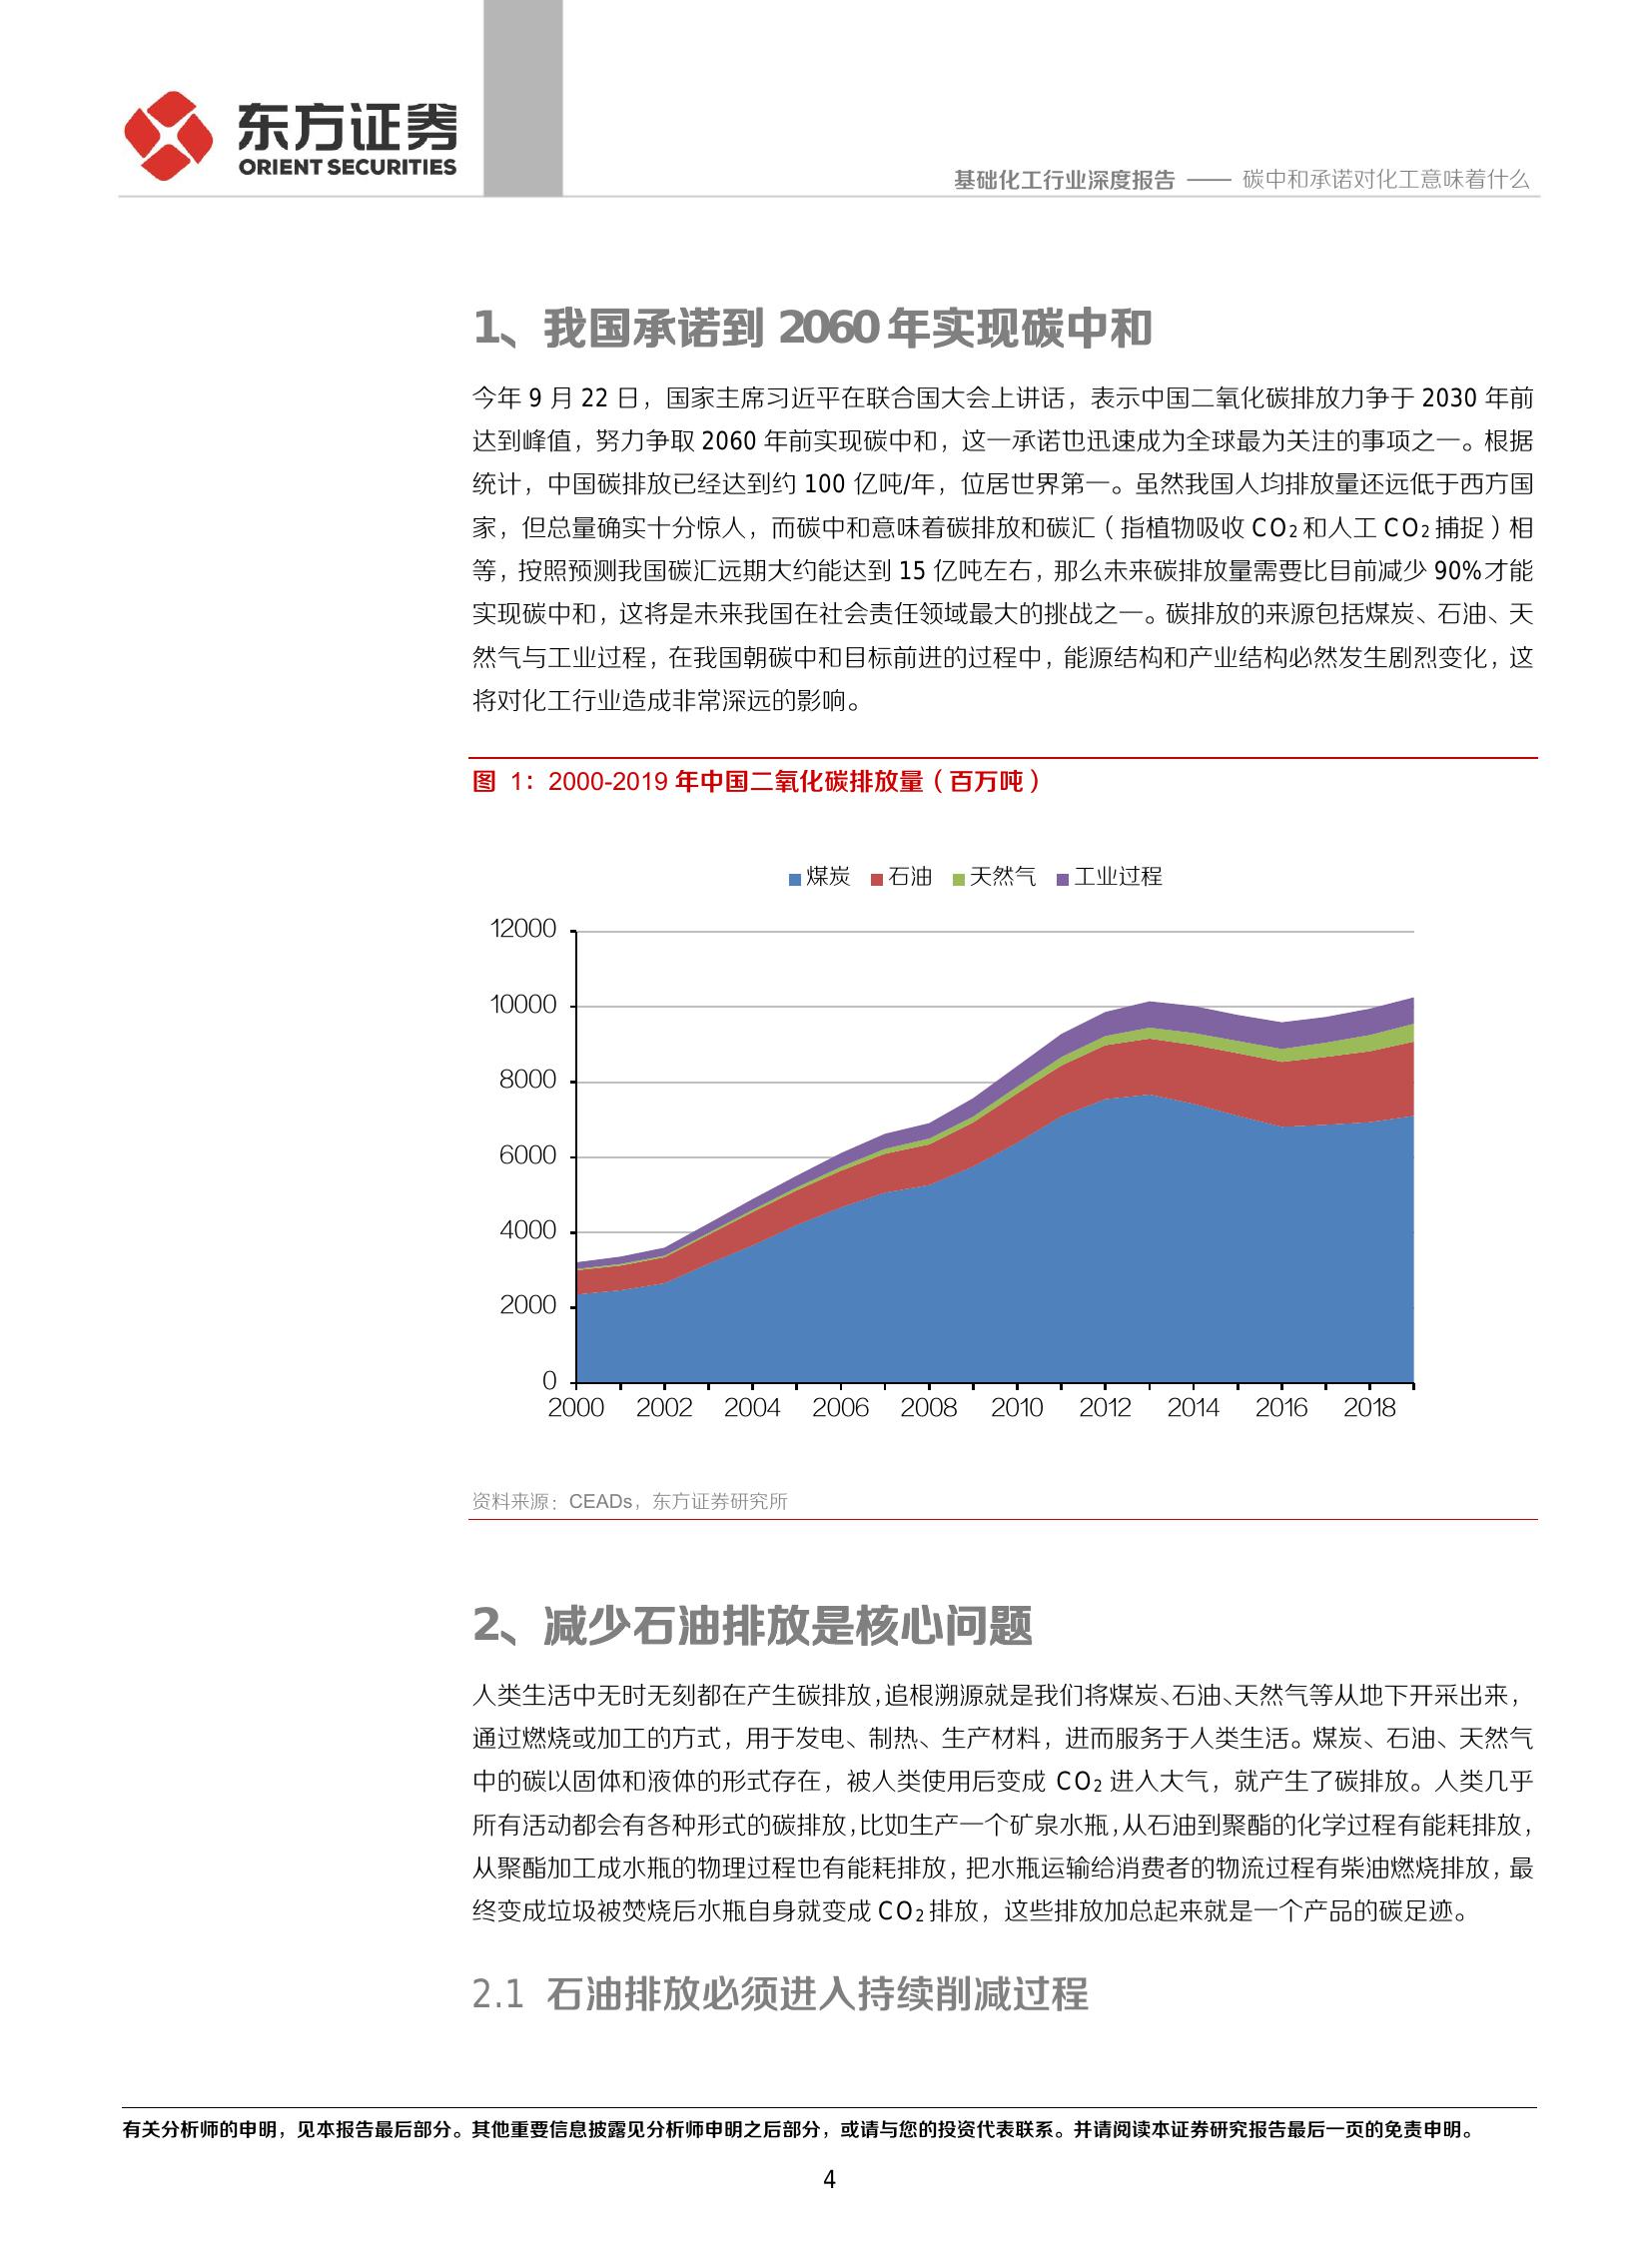 东方证券
ORIENT SECURITIES
基础化工行业深度报告 —— 碳中和承诺对化工意味着什么
1、我国承诺到 2060 年实现碳中和
今年 9 月 22 日，国家主席习近平在联合国大会上讲话，表示中国二氧化碳排放力争于 2030 年前
达到峰值，努力争取 2060 年前实现碳中和，这一承诺也迅速成为全球最为关注的事项之一。根据
统计，中国碳排放已经达到约 100 亿吨/年，位居世界第一。虽然我国人均排放量还远低于西方国
家，但总量确实十分惊人，而碳中和意味着碳排放和碳汇（指植物吸收 CO₂和人工 CO₂捕捉）相
等，按照预测我国碳汇远期大约能达到 15 亿吨左右，那么未来碳排放量需要比目前减少 90%才能
实现碳中和，这将是未来我国在社会责任领域最大的挑战之一。碳排放的来源包括煤炭、石油、天
然气与工业过程，在我国朝碳中和目标前进的过程中，能源结构和产业结构必然发生剧烈变化，这
将对化工行业造成非常深远的影响。
图 1：2000-2019 年中国二氧化碳排放量（百万吨）
煤炭 石油 天然气 工业过程
12000
10000
8000
6000
4000
2000
0
2000 2002 2004 2006 2008 2010 2012 2014 2016 2018
资料来源：CEADs，东方证券研究所
2、减少石油排放是核心问题
人类生活中无时无刻都在产生碳排放，追根溯源就是我们将煤炭、石油、天然气等从地下开采出来，
通过燃烧或加工的方式，用于发电、制热、生产材料，进而服务于人类生活。煤炭、石油、天然气
中的碳以固体和液体的形式存在，被人类使用后变成 CO₂ 进入大气，就产生了碳排放。人类几乎
所有活动都会有各种形式的碳排放，比如生产一个矿泉水瓶，从石油到聚酯的化学过程有能耗排放，
从聚酯加工成水瓶的物理过程也有能耗排放，把水瓶运输给消费者的物流过程有柴油燃烧排放，最
终变成垃圾被焚烧后水瓶自身就变成 CO₂排放，这些排放加总起来就是一个产品的碳足迹。
2.1 石油排放必须进入持续削减过程
有关分析师的申明，见本报告最后部分。其他重要信息披露见分析师申明之后部分，或请与您的投资代表联系。并请阅读本证券研究报告最后一页的免责申明。
4